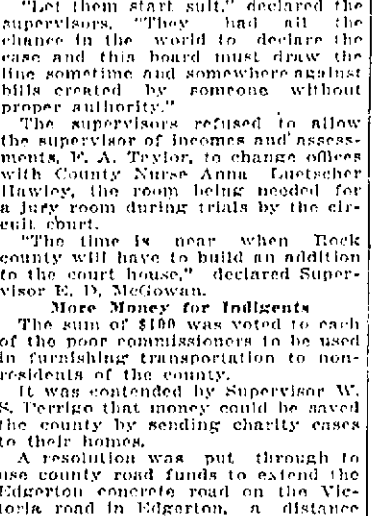 "Let them start suit," declared the
supervisors. "They had all the
chance in the world to declare the
case and this board must draw the
line sometime and somewhere against
bills created by someone without
proper authority."
The supervisors refused to allow
the supervisor of incomes and assess-
ments, F. A. Teylor, to change offices
with County Nurse Anna Luetscher
Hawley, the room being needed for
a jury room during trials by the cir-
cuit court.
"The time is near when Rock
county will have to build an addition
to the court house," declared Super-
visor E. D. McGowan.
More Money for Indigents
The sum of $100 was voted to each
of the poor commissioners to be used
in furnishing transportation to non-
residents of the county.
It was contended by Supervisor W.
S. Perrigo that money could be saved
the county by sending charity cases
to their homes.
A resolution was put through to
use county road funds to extend the
Edgerton concrete road on the Vic-
toria road in Edgerton, a distance